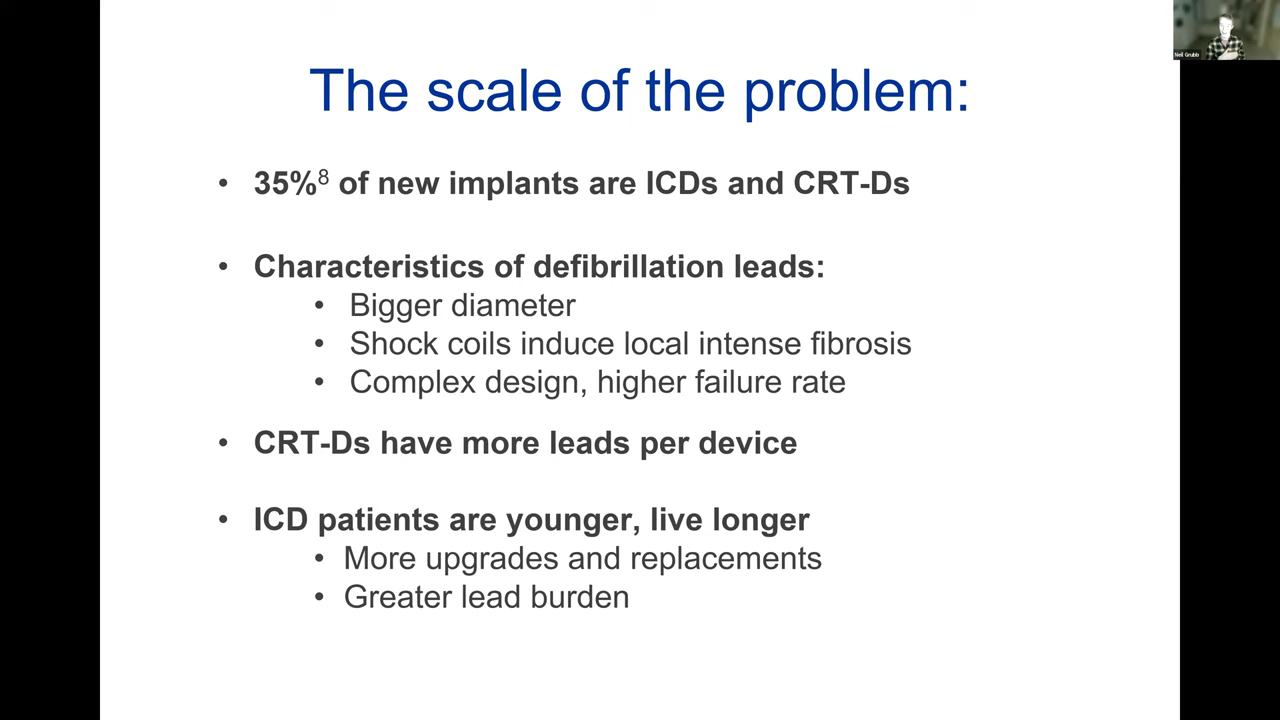 Neil Grubb
The scale of the problem:
• 35%⁸ of new implants are ICDs and CRT-Ds
• Characteristics of defibrillation leads:
• Bigger diameter
• Shock coils induce local intense fibrosis
• Complex design, higher failure rate
• CRT-Ds have more leads per device
• ICD patients are younger, live longer
• More upgrades and replacements
• Greater lead burden